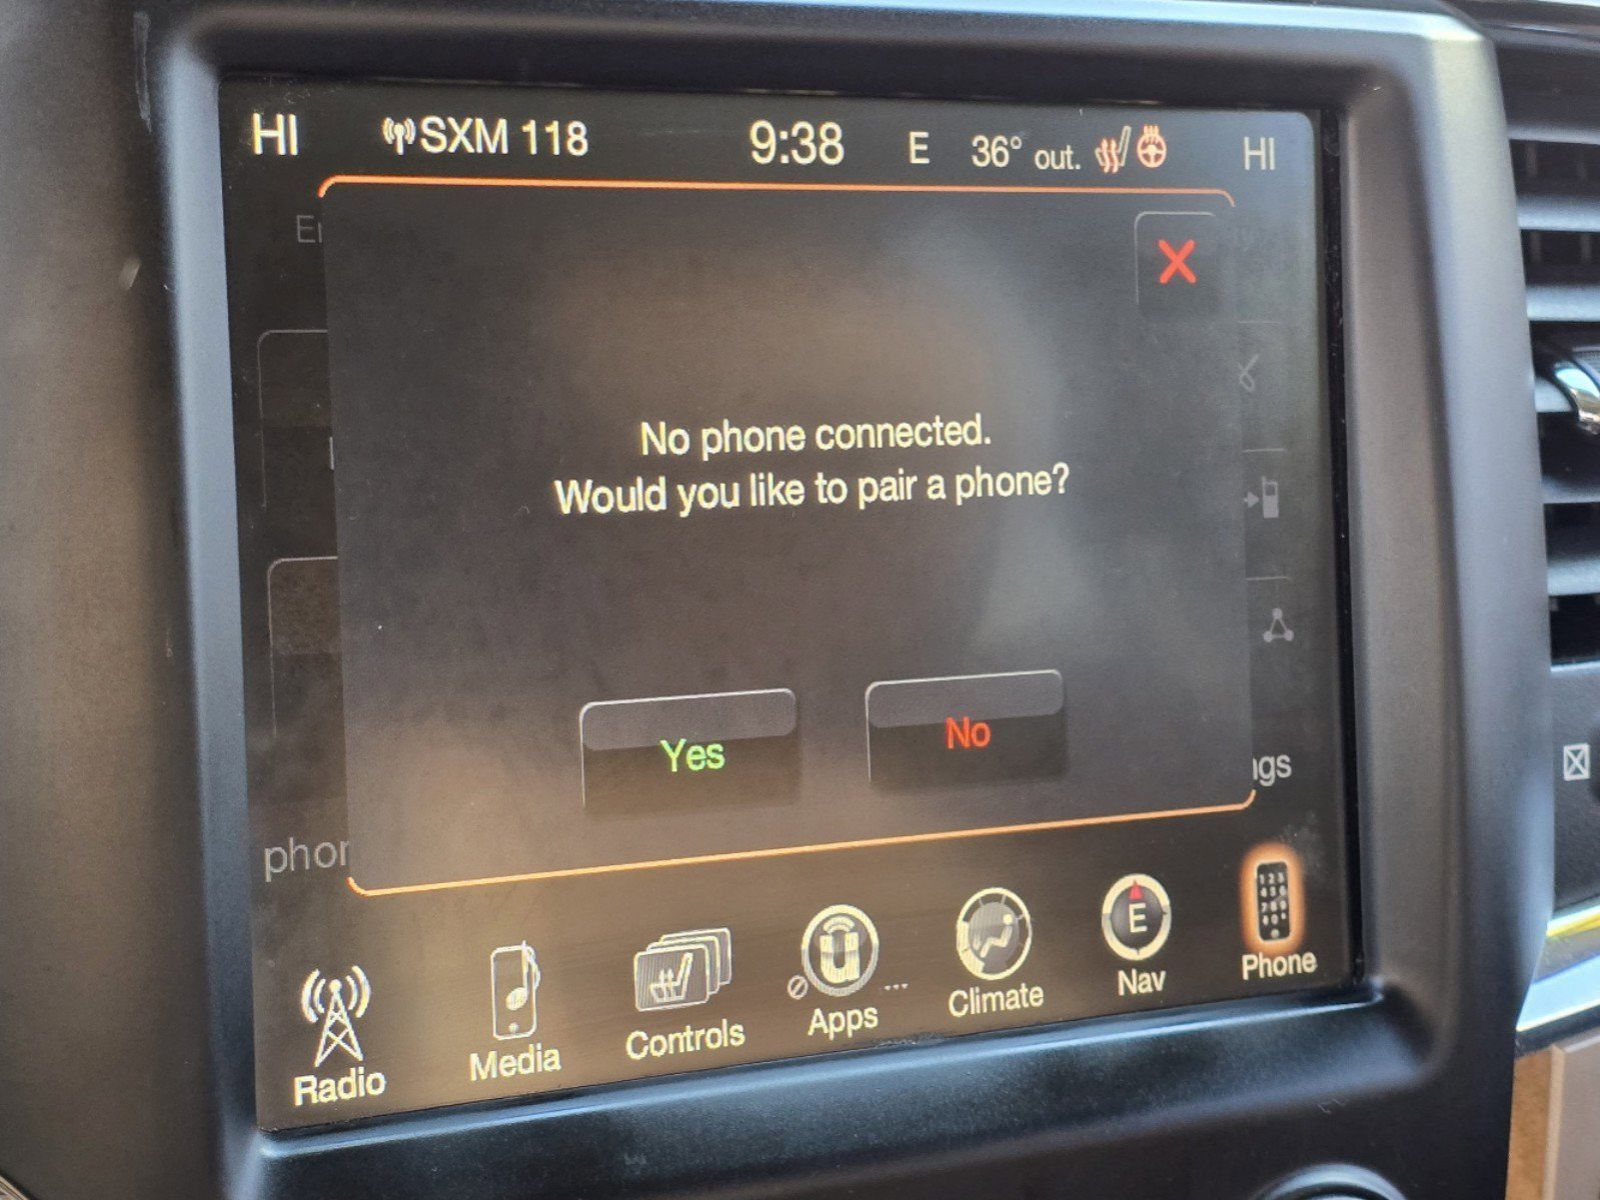 HI SXM 118 9:38 E 36° out. HI
No phone connected.
Would you like to pair a phone?
Yes No
Radio Media Controls Apps ... Climate E Nav Phone